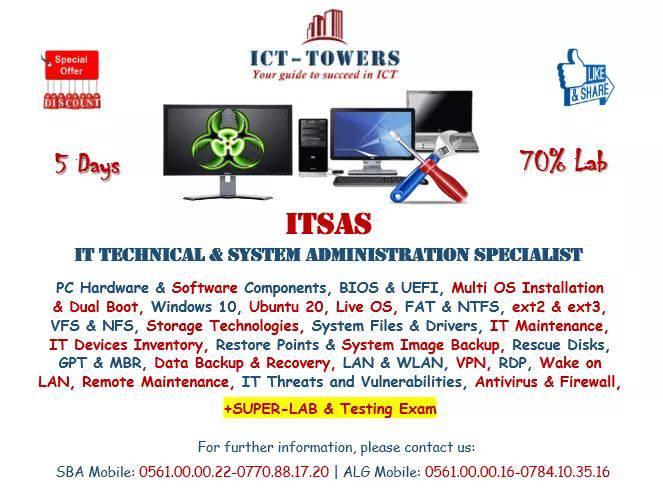 ICT-TOWERS
Your guide to succeed in ICT
Special
Offer
DISCOUNT
LIKE
& SHARE
5 Days
70% Lab
ITSAS
IT TECHNICAL & SYSTEM ADMINISTRATION SPECIALIST
PC Hardware & Software Components, BIOS & UEFI, Multi OS Installation
& Dual Boot, Windows 10, Ubuntu 20, Live OS, FAT & NTFS, ext2 & ext3,
VFS & NFS, Storage Technologies, System Files & Drivers, IT Maintenance,
IT Devices Inventory, Restore Points & System Image Backup, Rescue Disks,
GPT & MBR, Data Backup & Recovery, LAN & WLAN, VPN, RDP, Wake on
LAN, Remote Maintenance, IT Threats and Vulnerabilities, Antivirus & Firewall,
+SUPER-LAB & Testing Exam
For further information, please contact us:
SBA Mobile: 0561.00.00.22-0770.88.17.20 | ALG Mobile: 0561.00.00.16-0784.10.35.16